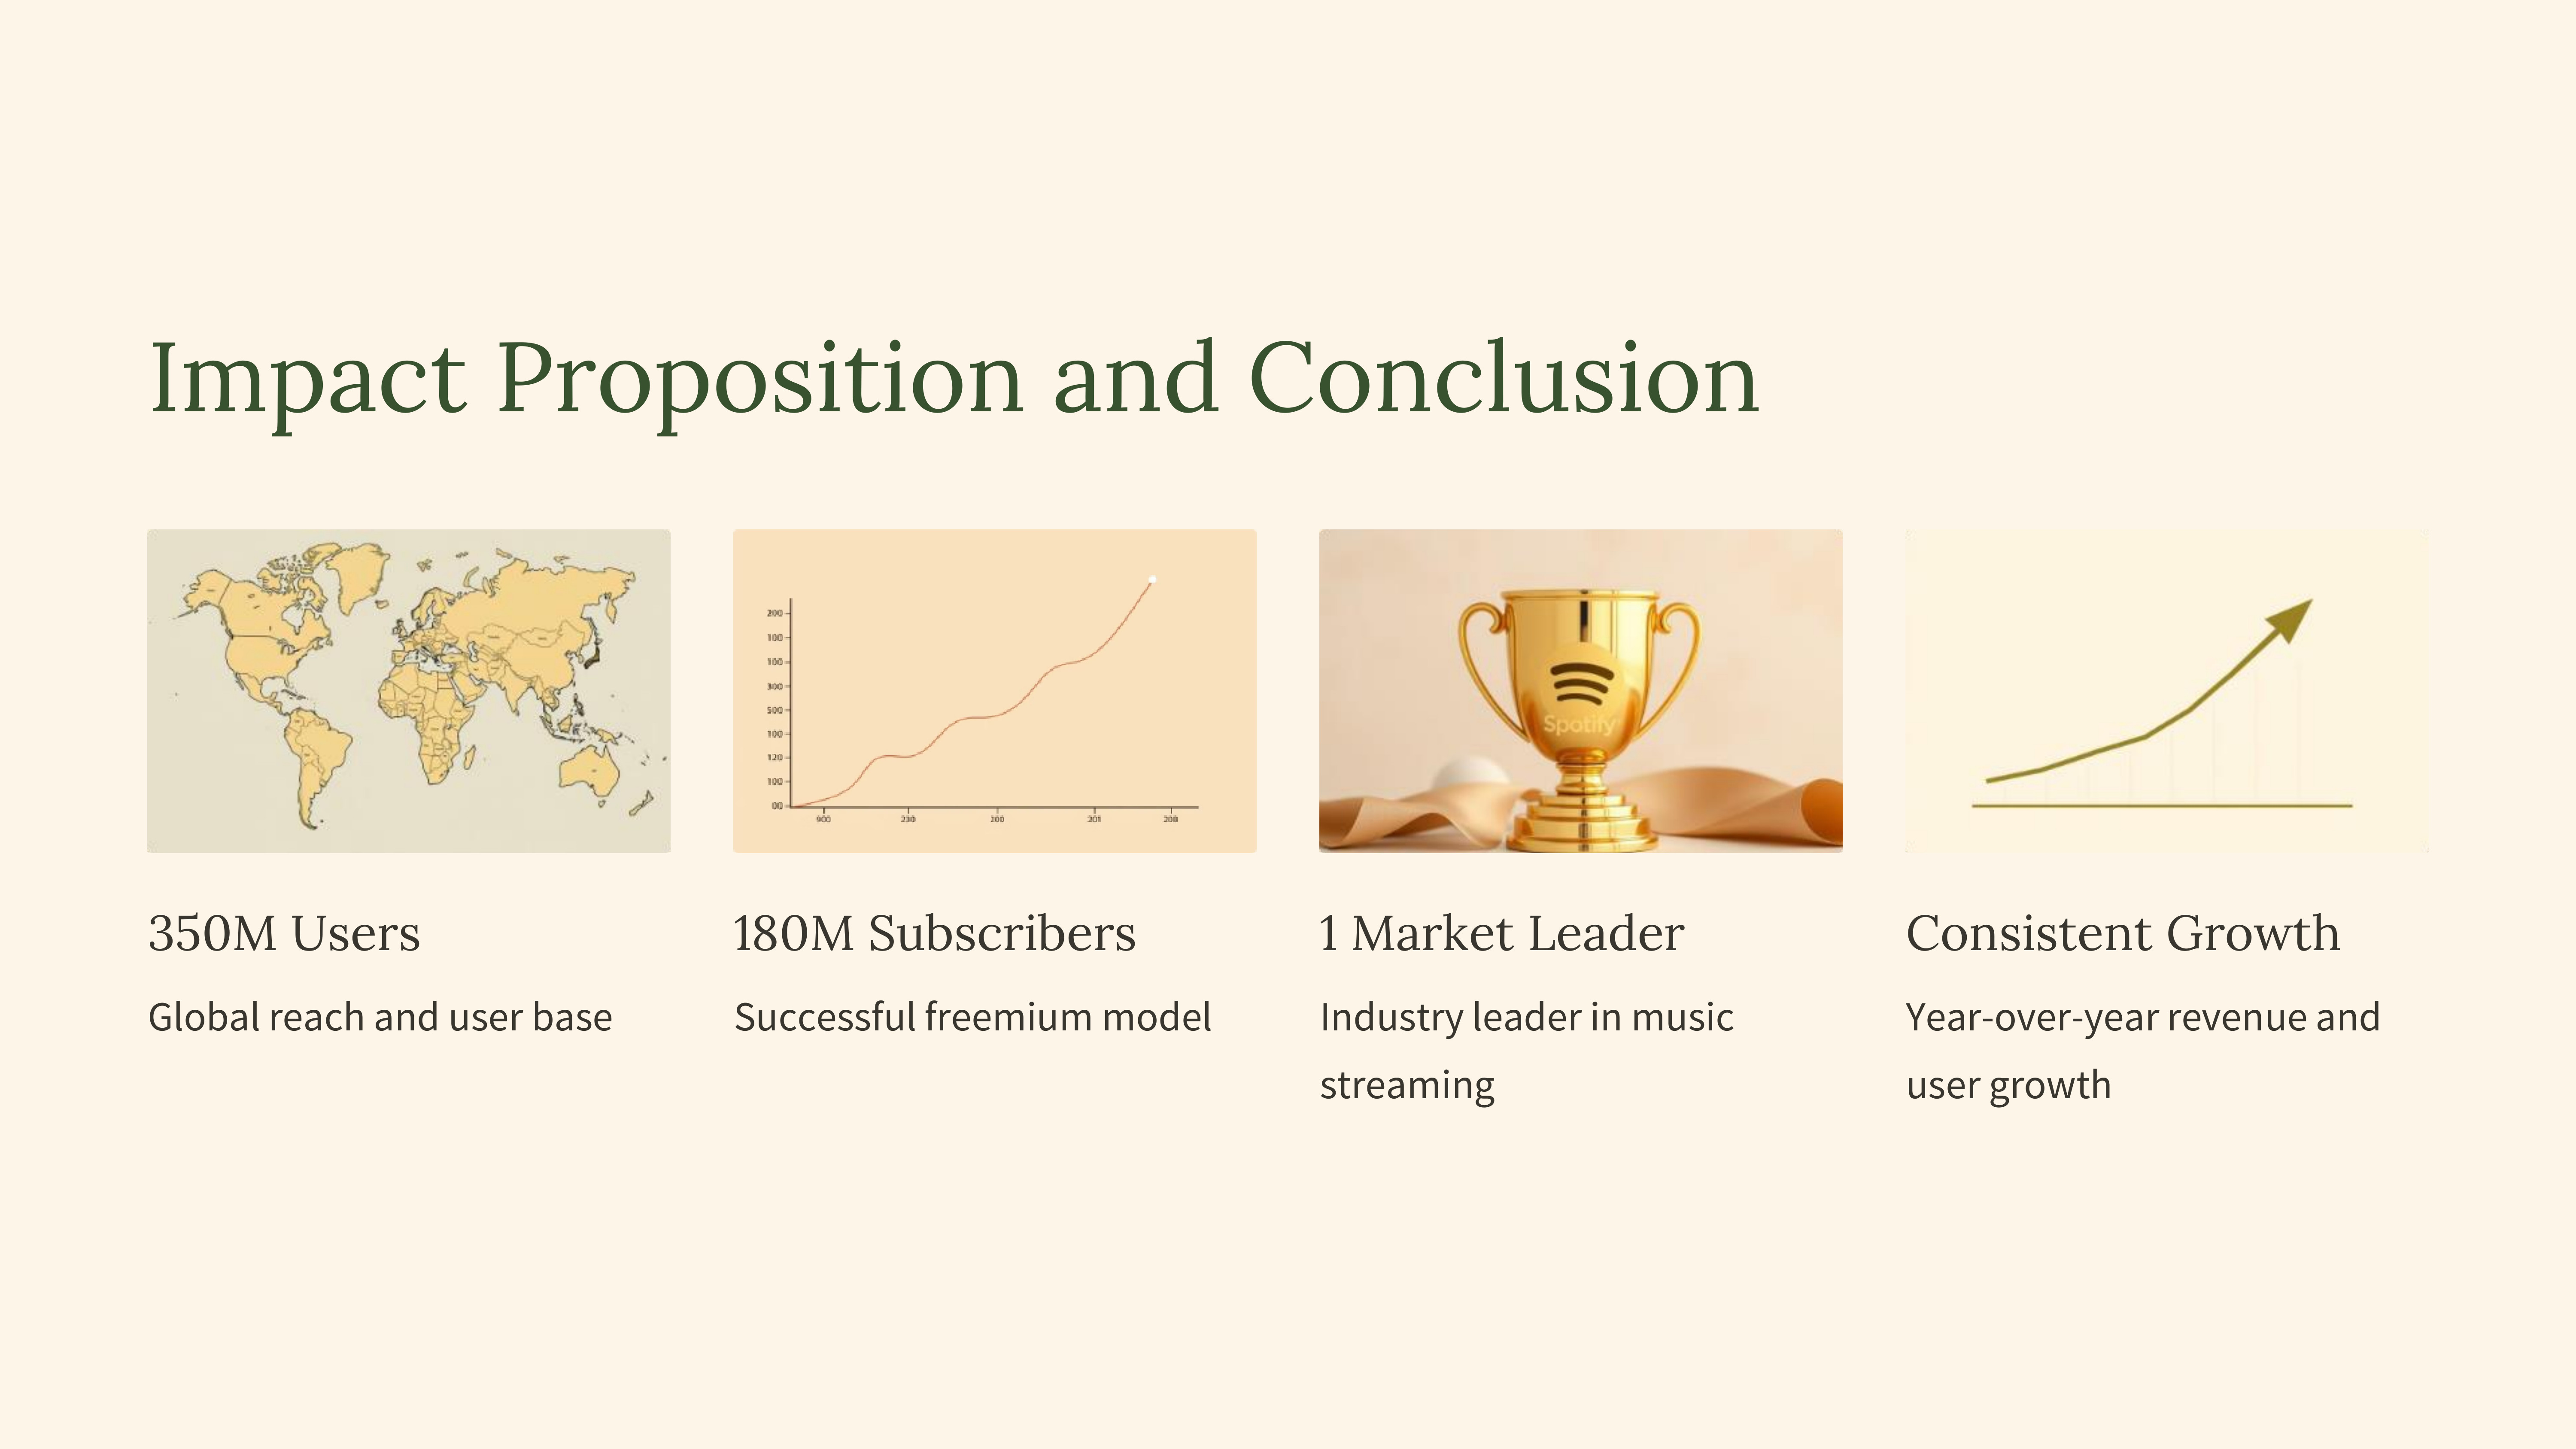 Impact Proposition and Conclusion
200
100
100
300
500
100
120
100
00
900
230
200
201
208
Spotify
350M Users
Global reach and user base
180M Subscribers
Successful freemium model
1 Market Leader
Industry leader in music
streaming
Consistent Growth
Year-over-year revenue and
user growth